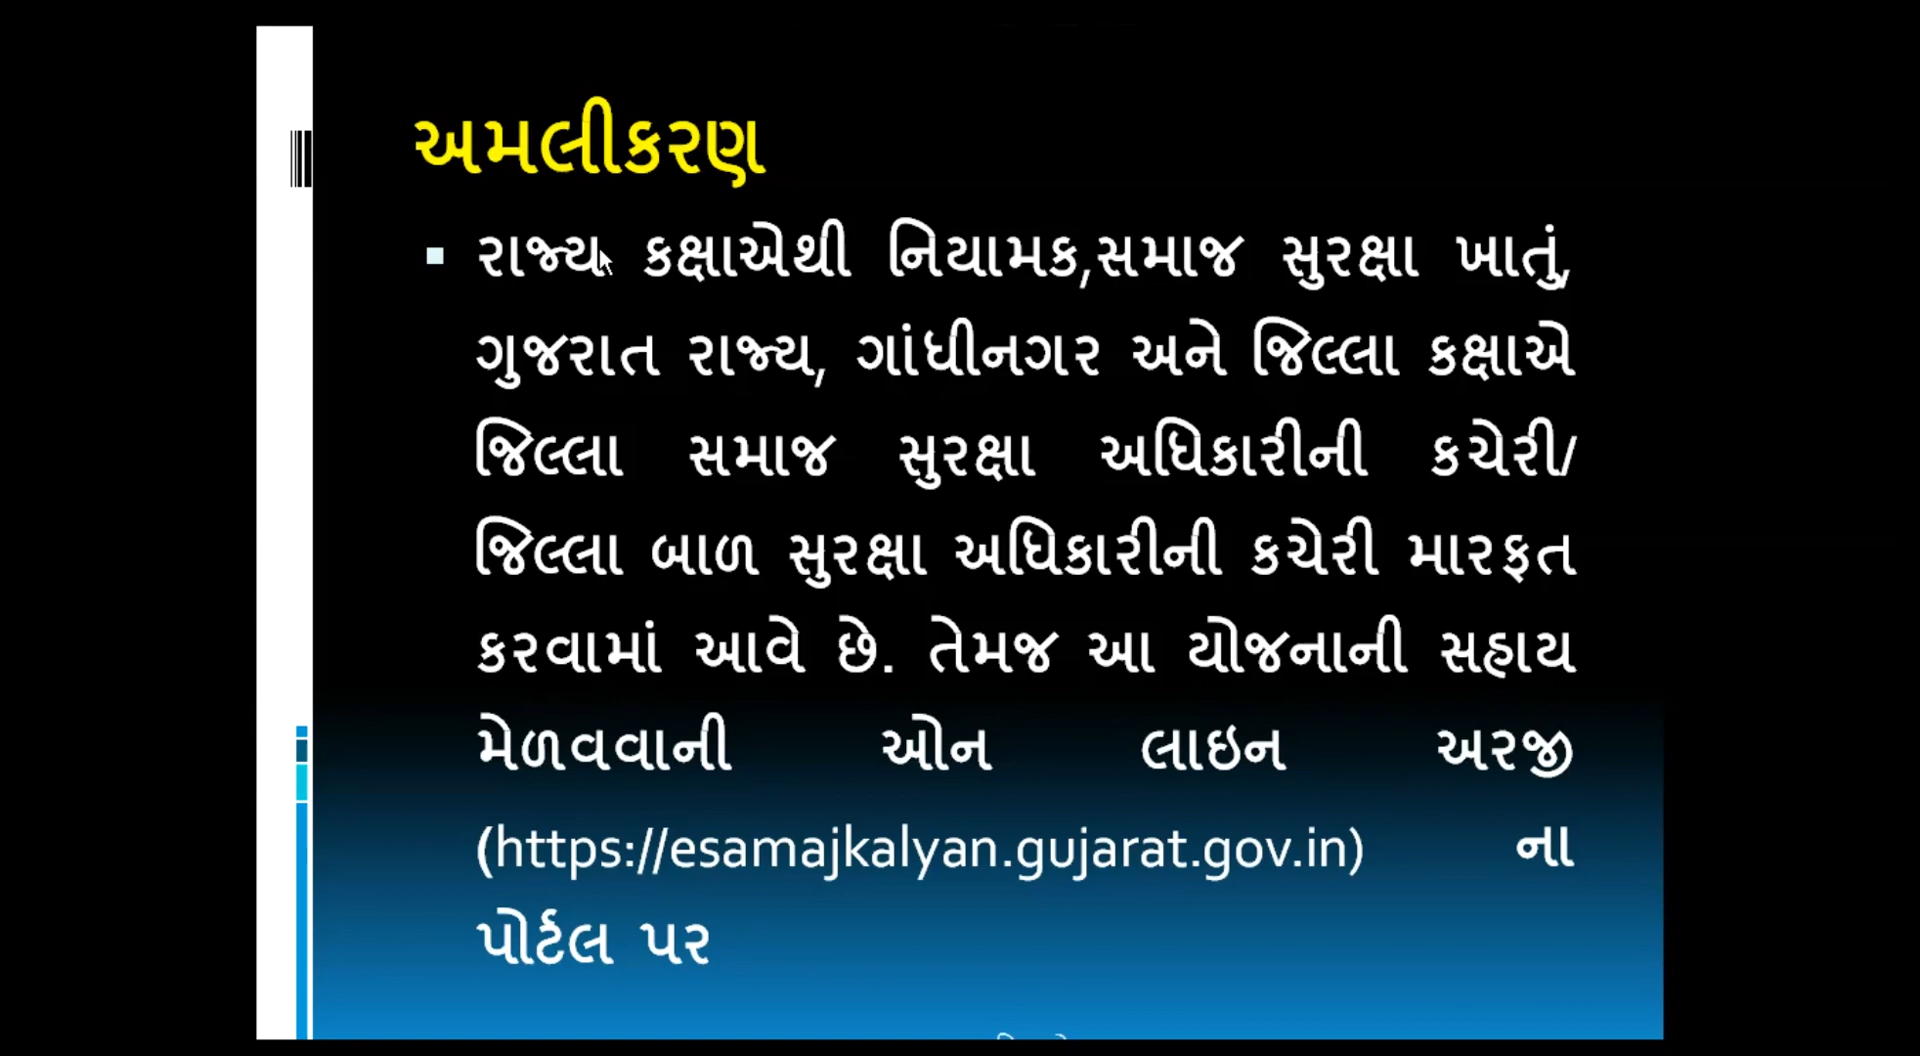 અમલીકરણ
રાજ્ય કક્ષાએથી નિયામક,સમાજ સુરક્ષા ખાતું,
ગુજરાત રાજ્ય, ગાંધીનગર અને જિલ્લા કક્ષાએ
જિલ્લા સમાજ સુરક્ષા અધિકારીની કચેરી/
જિલ્લા બાળ સુરક્ષા અધિકારીની કચેરી મારફત
કરવામાં આવે છે. તેમજ આ યોજનાની સહાય
મેળવવાની ઓન લાઇન અરજી
(https://esamajkalyan.gujarat.gov.in) ના
પોર્ટલ પર